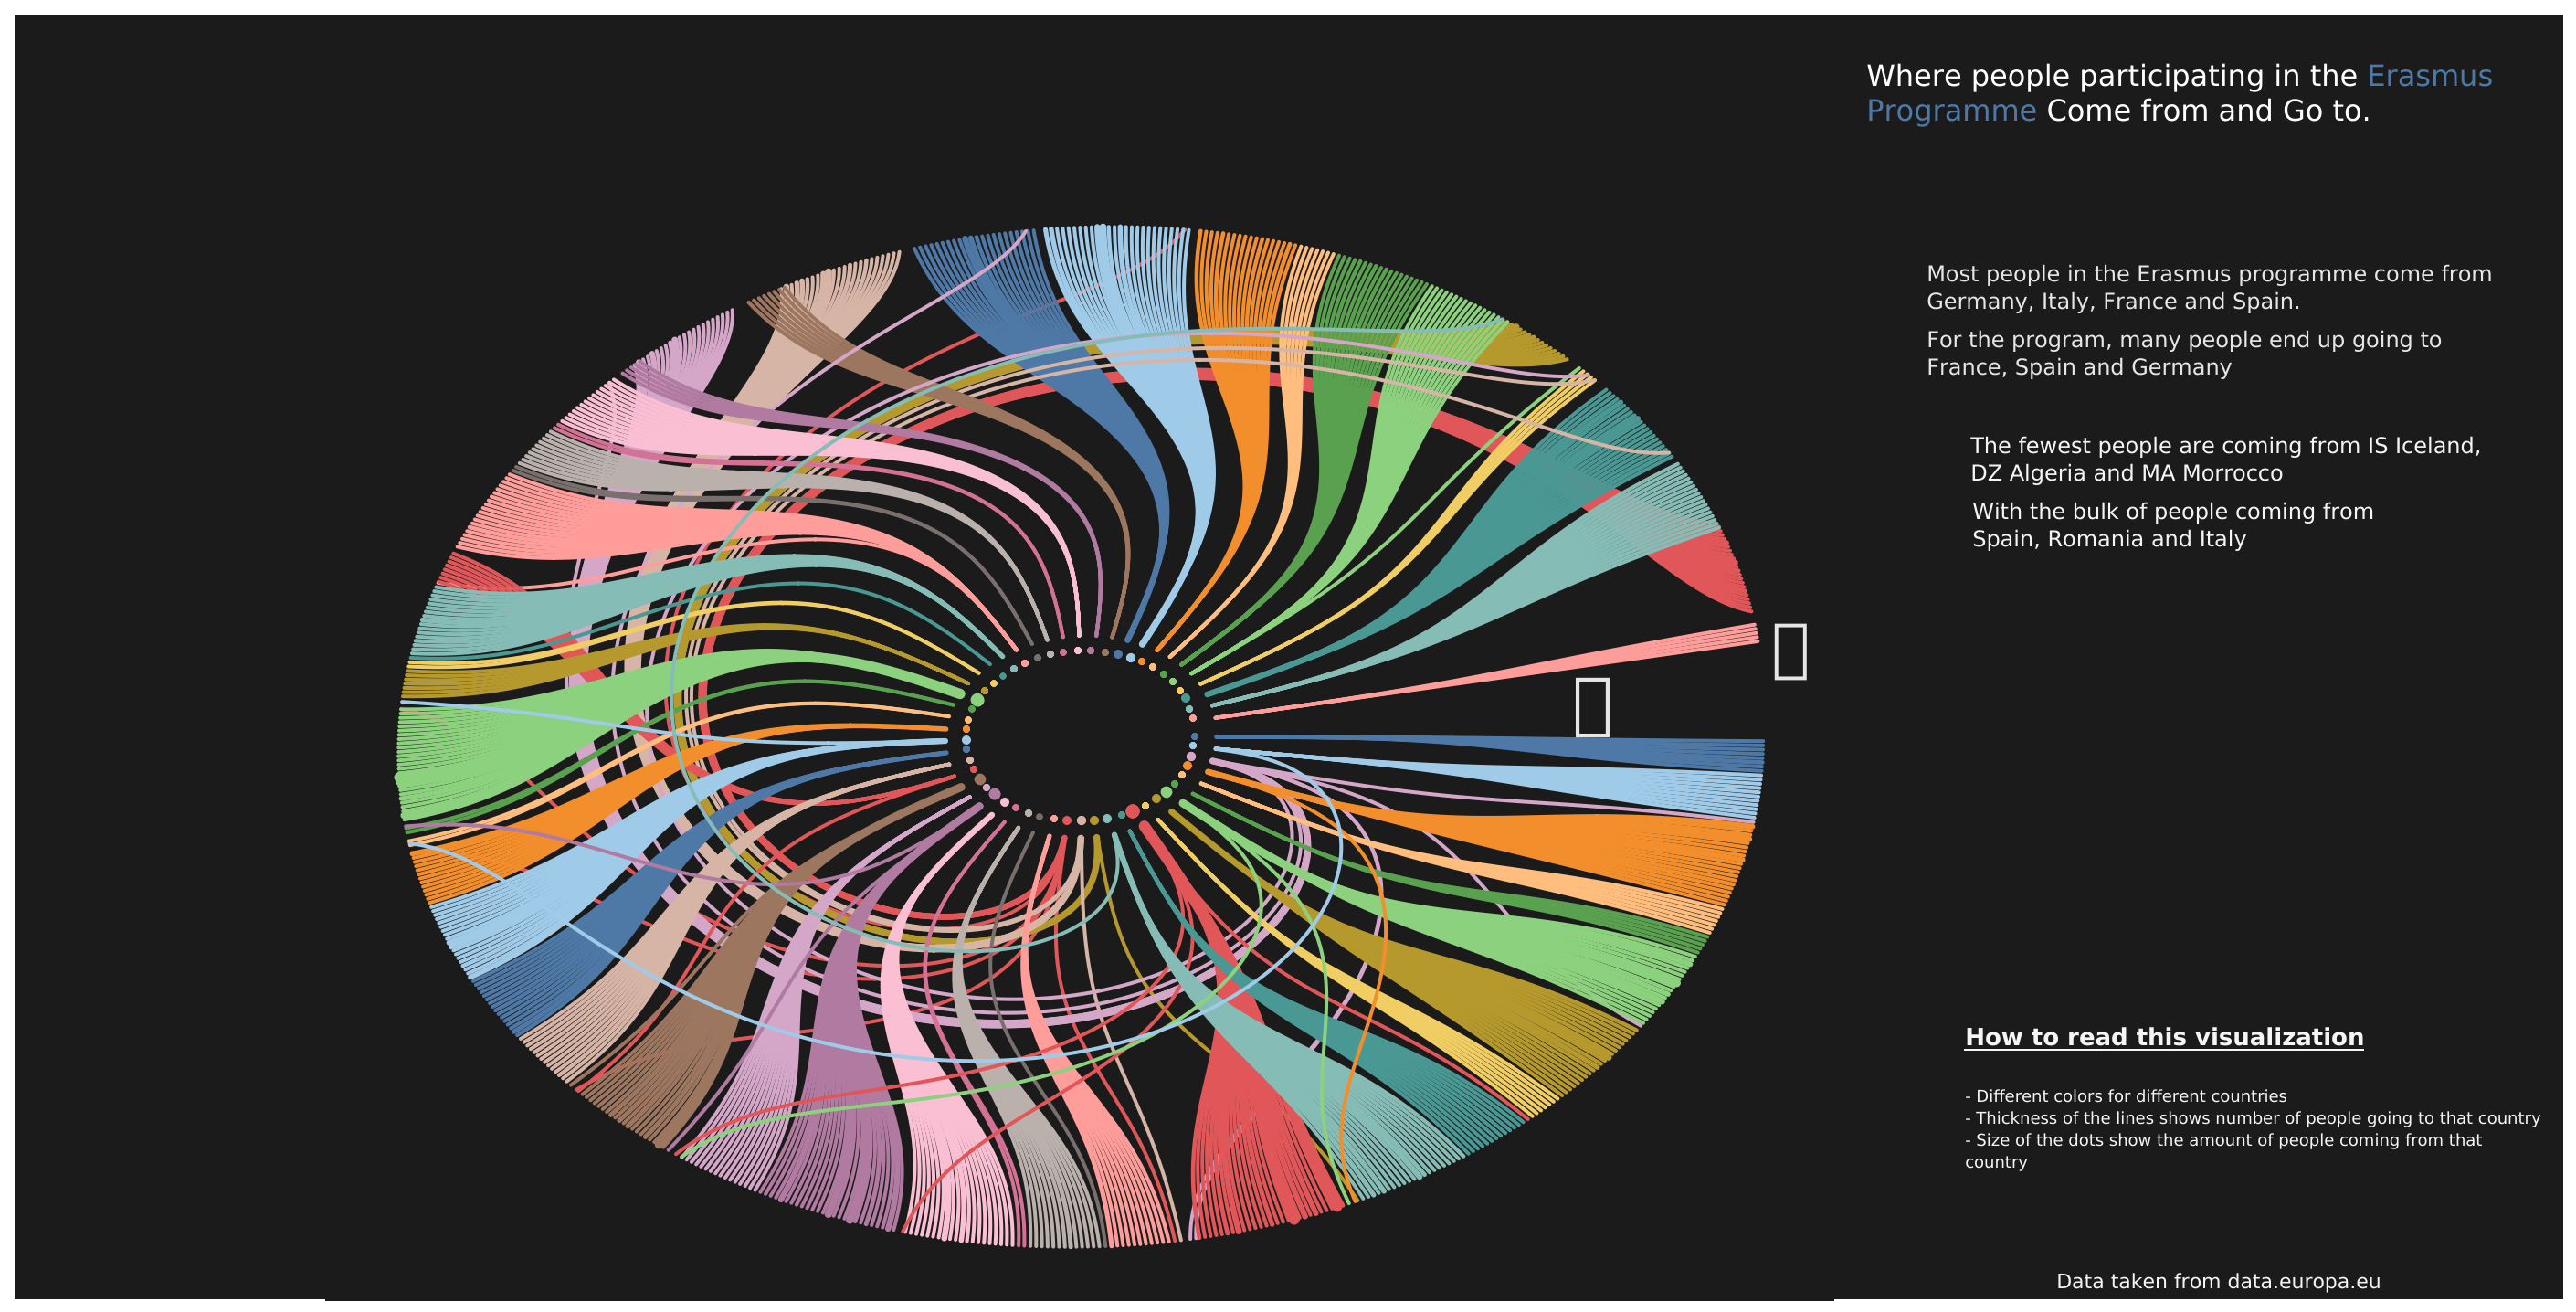 Where people participating in the Erasmus
Programme Come from and Go to.
Most people in the Erasmus programme come from
Germany, Italy, France and Spain.
For the program, many people end up going to
France, Spain and Germany
The fewest people are coming from IS Iceland,
DZ Algeria and MA Morrocco
With the bulk of people coming from
Spain, Romania and Italy
How to read this visualization
- Different colors for different countries
- Thickness of the lines shows number of people going to that country
- Size of the dots show the amount of people coming from that
country
Data taken from data.europa.eu